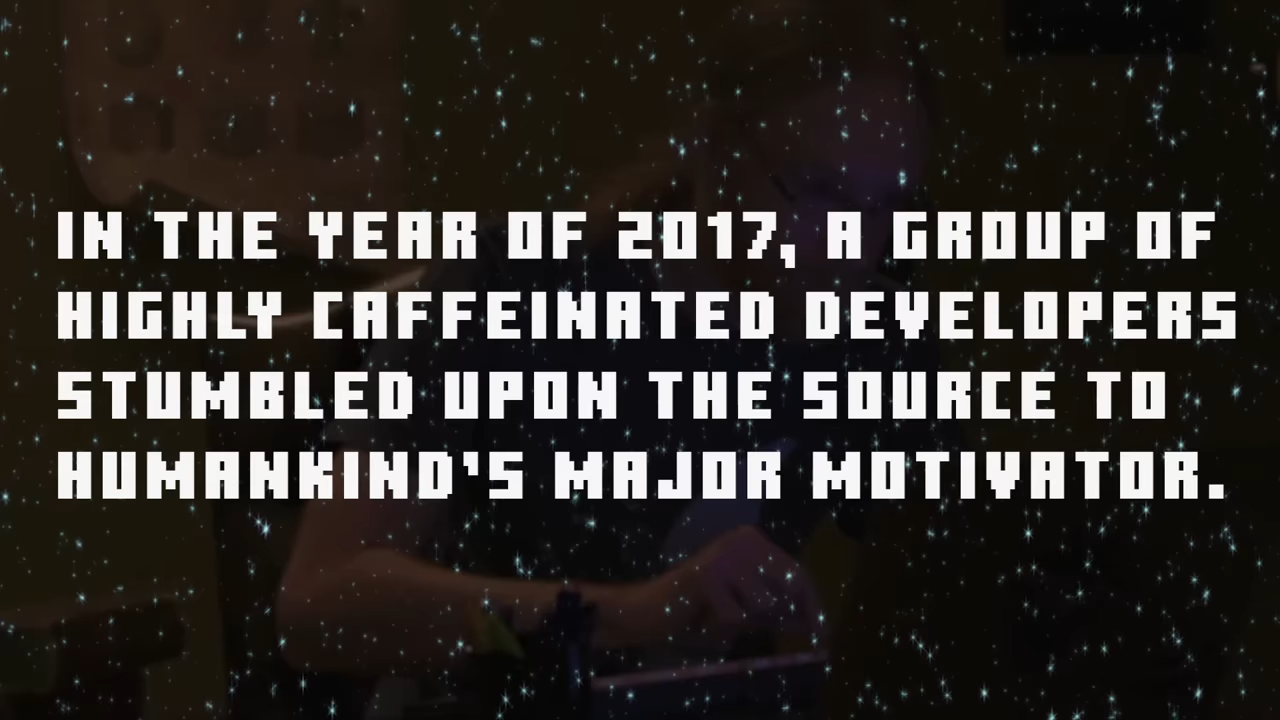 IN THE YEAR OF 2017, A GROUP OF
HIGHLY CAFFEINATED DEVELOPERS
STUMBLED UPON THE SOURCE TO
HUMANKIND'S MAJOR MOTIVATOR.